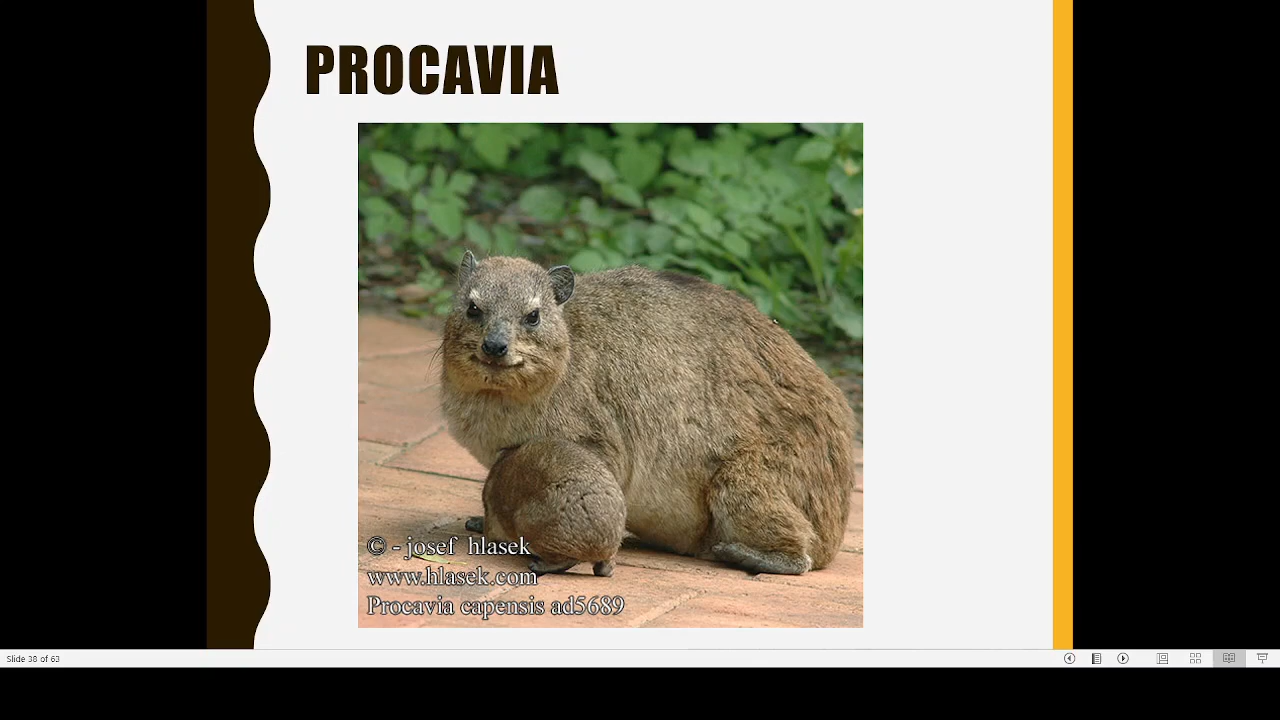 PROCAVIA
© - josef hlasek
www.hlasek.com
Procavia capensis ad5689
Slide 38 of 63